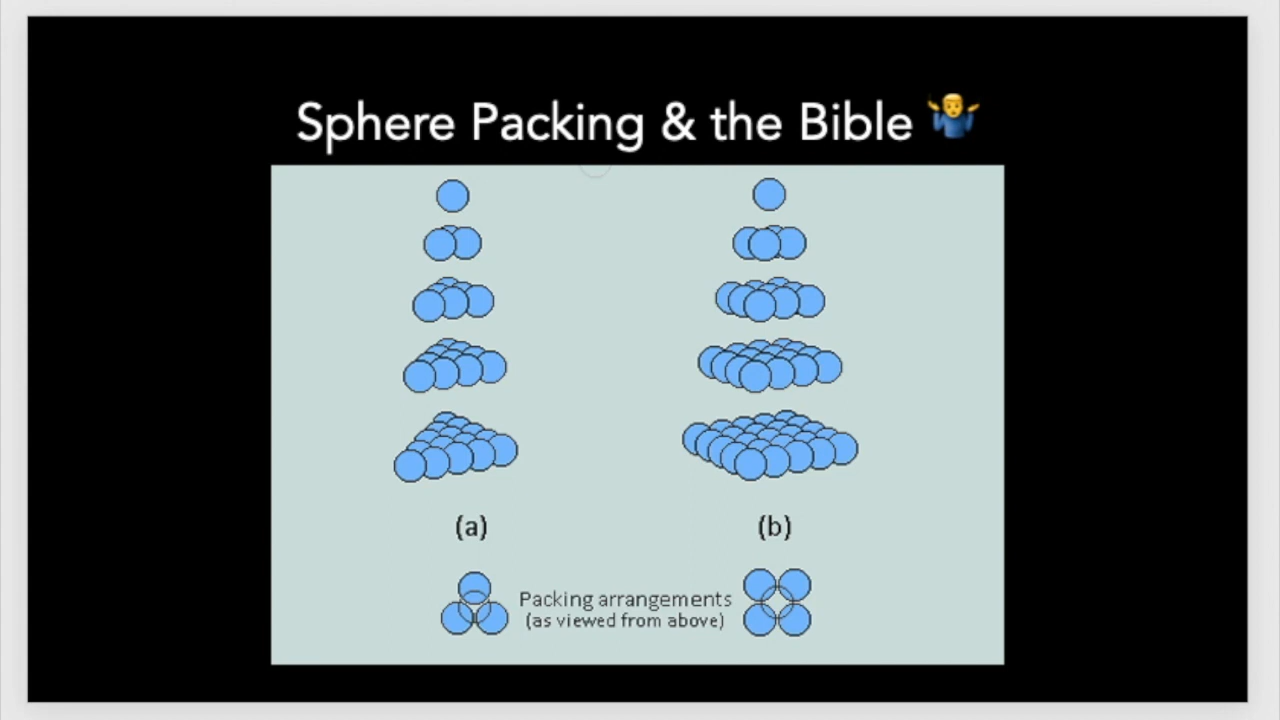 Sphere Packing & the Bible 🤷‍♂️
(a)
(b)
Packing arrangements
(as viewed from above)